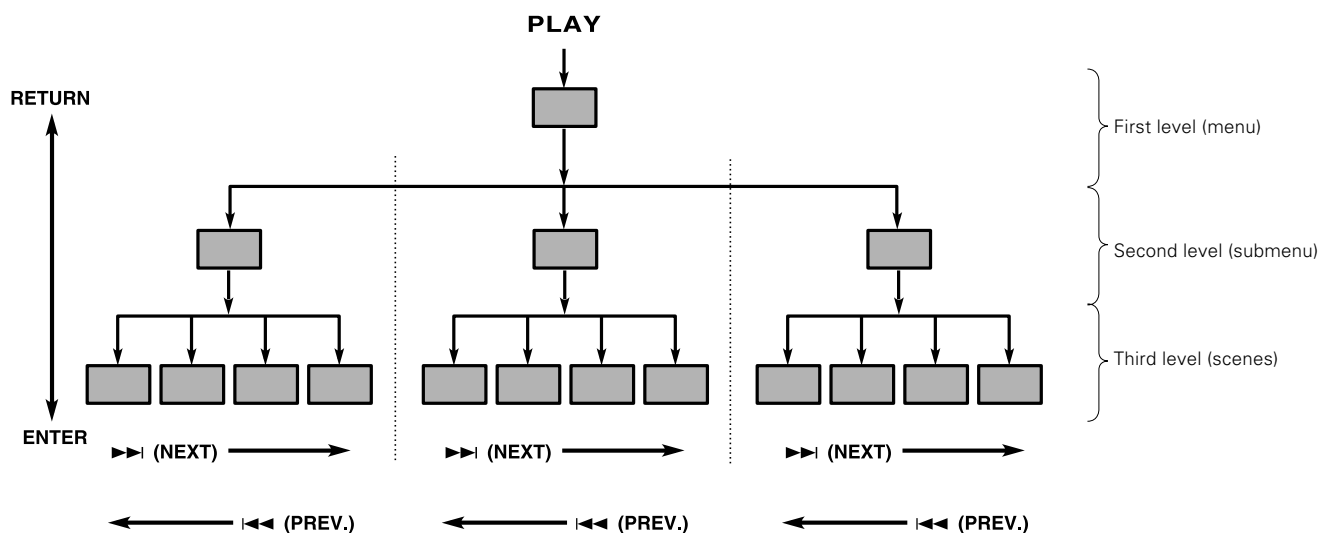 PLAY
RETURN
First level (menu)
Second level (submenu)
Third level (scenes)
ENTER
▶▶| (NEXT)
▶▶| (NEXT)
▶▶| (NEXT)
|◀◀ (PREV.)
|◀◀ (PREV.)
|◀◀ (PREV.)